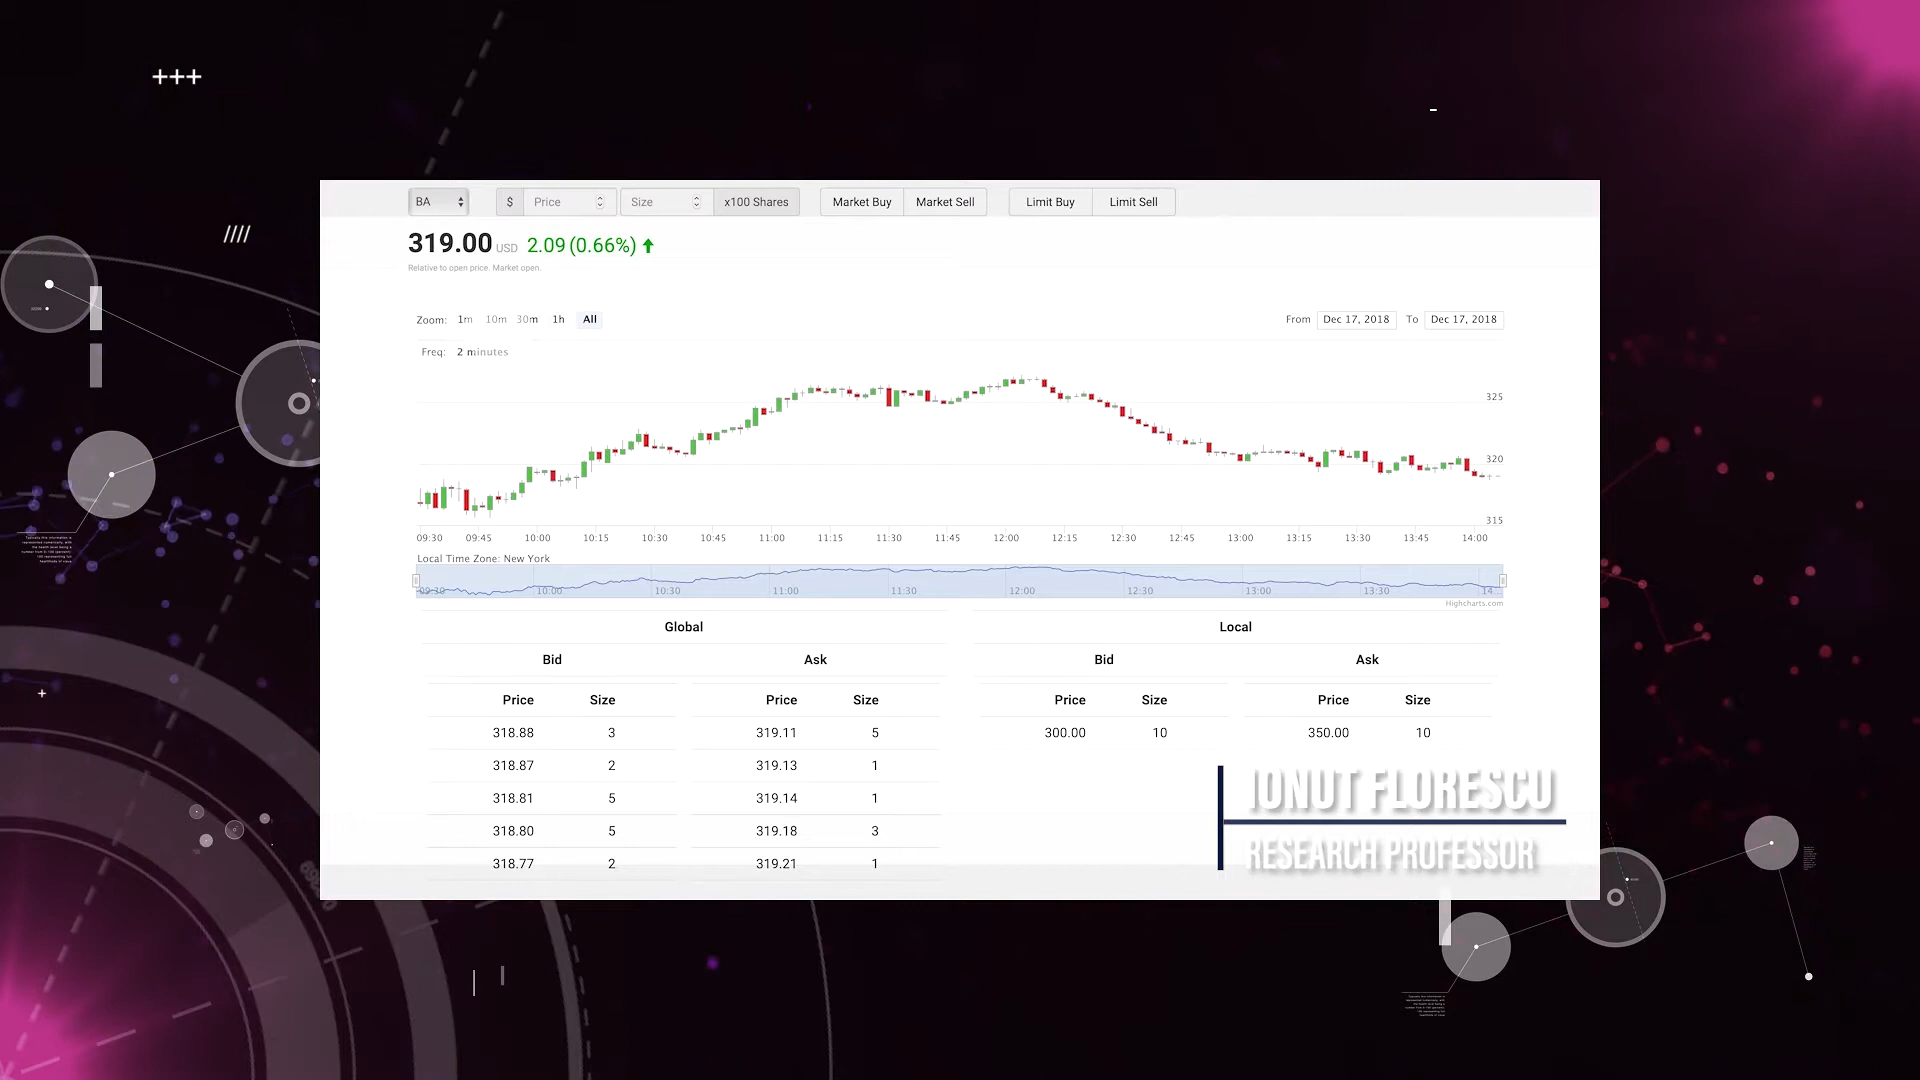 +++
////
BA $ Price Size x100 Shares Market Buy Market Sell Limit Buy Limit Sell
319.00 USD 2.09 (0.66%)
Relative to open price. Market open.
Zoom: 1m 10m 30m 1h All From Dec 17, 2018 To Dec 17, 2018
Freq: 2 minutes
325
320
315
09:30 09:45 10:00 10:15 10:30 10:45 11:00 11:15 11:30 11:45 12:00 12:15 12:30 12:45 13:00 13:15 13:30 13:45 14:00
Local Time Zone: New York
09:30 10:00 10:30 11:00 11:30 12:00 12:30 13:00 13:30 14...
Highcharts.com
Global Local
Bid Ask Bid Ask
Price Size Price Size Price Size Price Size
318.88 3 319.11 5 300.00 10 350.00 10
318.87 2 319.13 1
318.81 5 319.14 1
318.80 5 319.18 3
318.77 2 319.21 1
IONUT FLORESCU
RESEARCH PROFESSOR